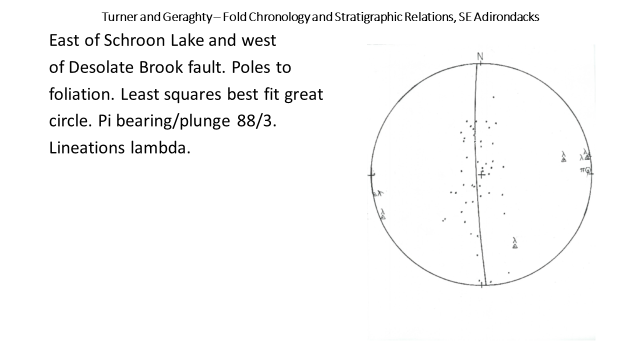 Turner and Geraghty – Fold Chronology and Stratigraphic Relations, SE Adirondacks
East of Schroon Lake and west
of Desolate Brook fault. Poles to
foliation. Least squares best fit great
circle. Pi bearing/plunge 88/3.
Lineations lambda.
N
λ
λ
π
λ
λ